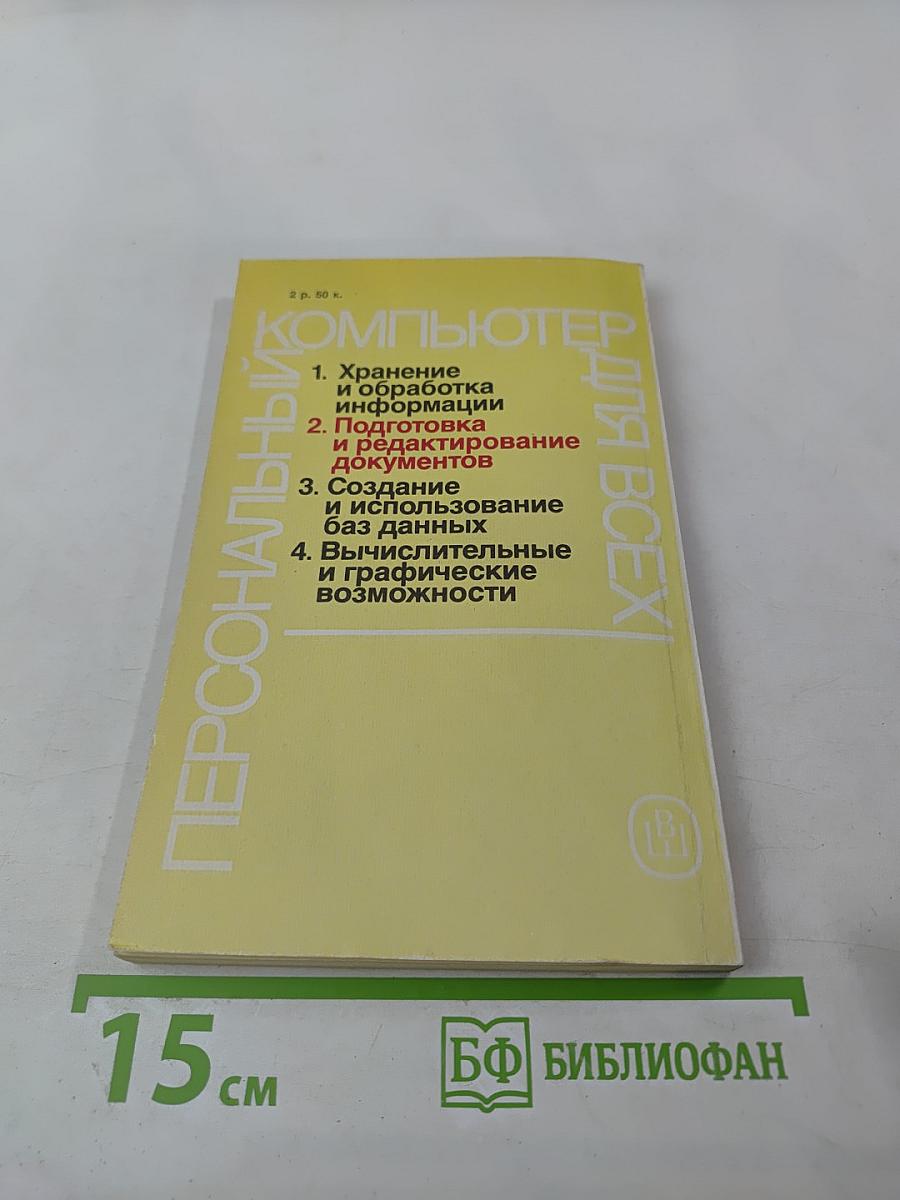 2 р. 50 к.
ПЕРСОНАЛЬНЫЙ
КОМПЬЮТЕР
ДЛЯ ВСЕХ
1. Хранение
и обработка
информации
2. Подготовка
и редактирование
документов
3. Создание
и использование
баз данных
4. Вычислительные
и графические
возможности
ВШ
15 см
БФ БИБЛИОФАН